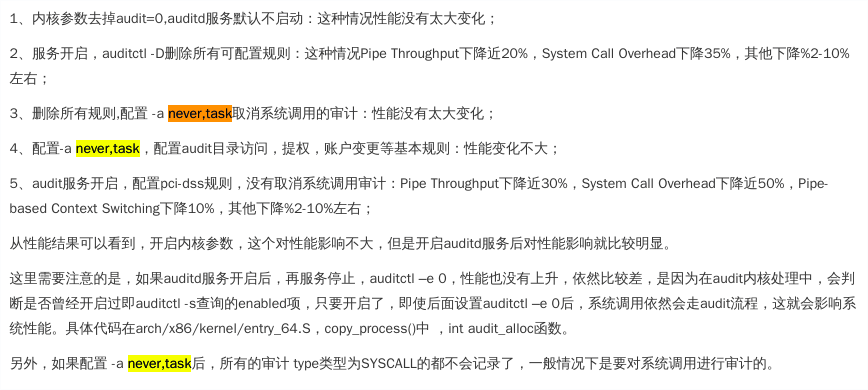 1、内核参数去掉audit=0,auditd服务默认不启动：这种情况性能没有太大变化；
2、服务开启，auditctl -D删除所有可配置规则：这种情况Pipe Throughput下降近20%，System Call Overhead下降35%，其他下降%2-10%
左右；
3、删除所有规则,配置 -a never,task取消系统调用的审计：性能没有太大变化；
4、配置-a never,task，配置audit目录访问，提权，账户变更等基本规则：性能变化不大；
5、audit服务开启，配置pci-dss规则，没有取消系统调用审计：Pipe Throughput下降近30%，System Call Overhead下降近50%，Pipe-
based Context Switching下降10%，其他下降%2-10%左右；
从性能结果可以看到，开启内核参数，这个对性能影响不大，但是开启auditd服务后对性能影响就比较明显。
这里需要注意的是，如果auditd服务开启后，再服务停止，auditctl –e 0，性能也没有上升，依然比较差，是因为在audit内核处理中，会判
断是否曾经开启过即auditctl -s查询的enabled项，只要开启了，即使后面设置auditctl –e 0后，系统调用依然会走audit流程，这就会影响系
统性能。具体代码在arch/x86/kernel/entry_64.S，copy_process()中 ，int audit_alloc函数。
另外，如果配置 -a never,task后，所有的审计 type类型为SYSCALL的都不会记录了，一般情况下是要对系统调用进行审计的。